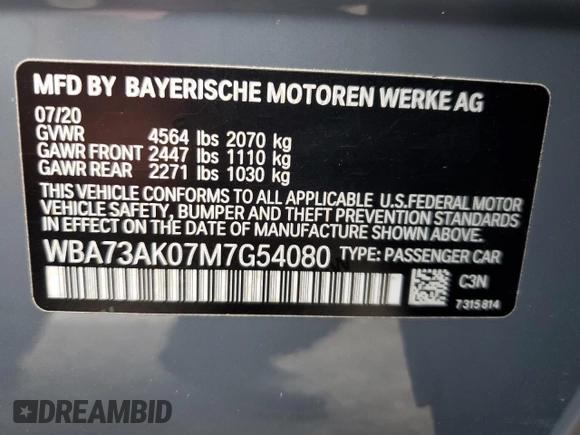 MFD BY BAYERISCHE MOTOREN WERKE AG
07/20
GVWR 4564 lbs 2070 kg
GAWR FRONT 2447 lbs 1110 kg
GAWR REAR 2271 lbs 1030 kg
THIS VEHICLE CONFORMS TO ALL APPLICABLE U.S.FEDERAL MOTOR
VEHICLE SAFETY, BUMPER AND THEFT PREVENTION STANDARDS
IN EFFECT ON THE DATE OF MANUFACTURE SHOWN ABOVE.
WBA73AK07M7G54080 TYPE: PASSENGER CAR
C3N
7315814
DREAMBID